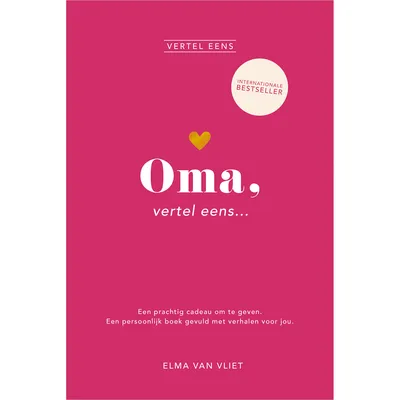 VERTEL EENS
INTERNATIONALE
BESTSELLER
Oma,
vertel eens...
Een prachtig cadeau om te geven.
Een persoonlijk boek gevuld met verhalen voor jou.
ELMA VAN VLIET